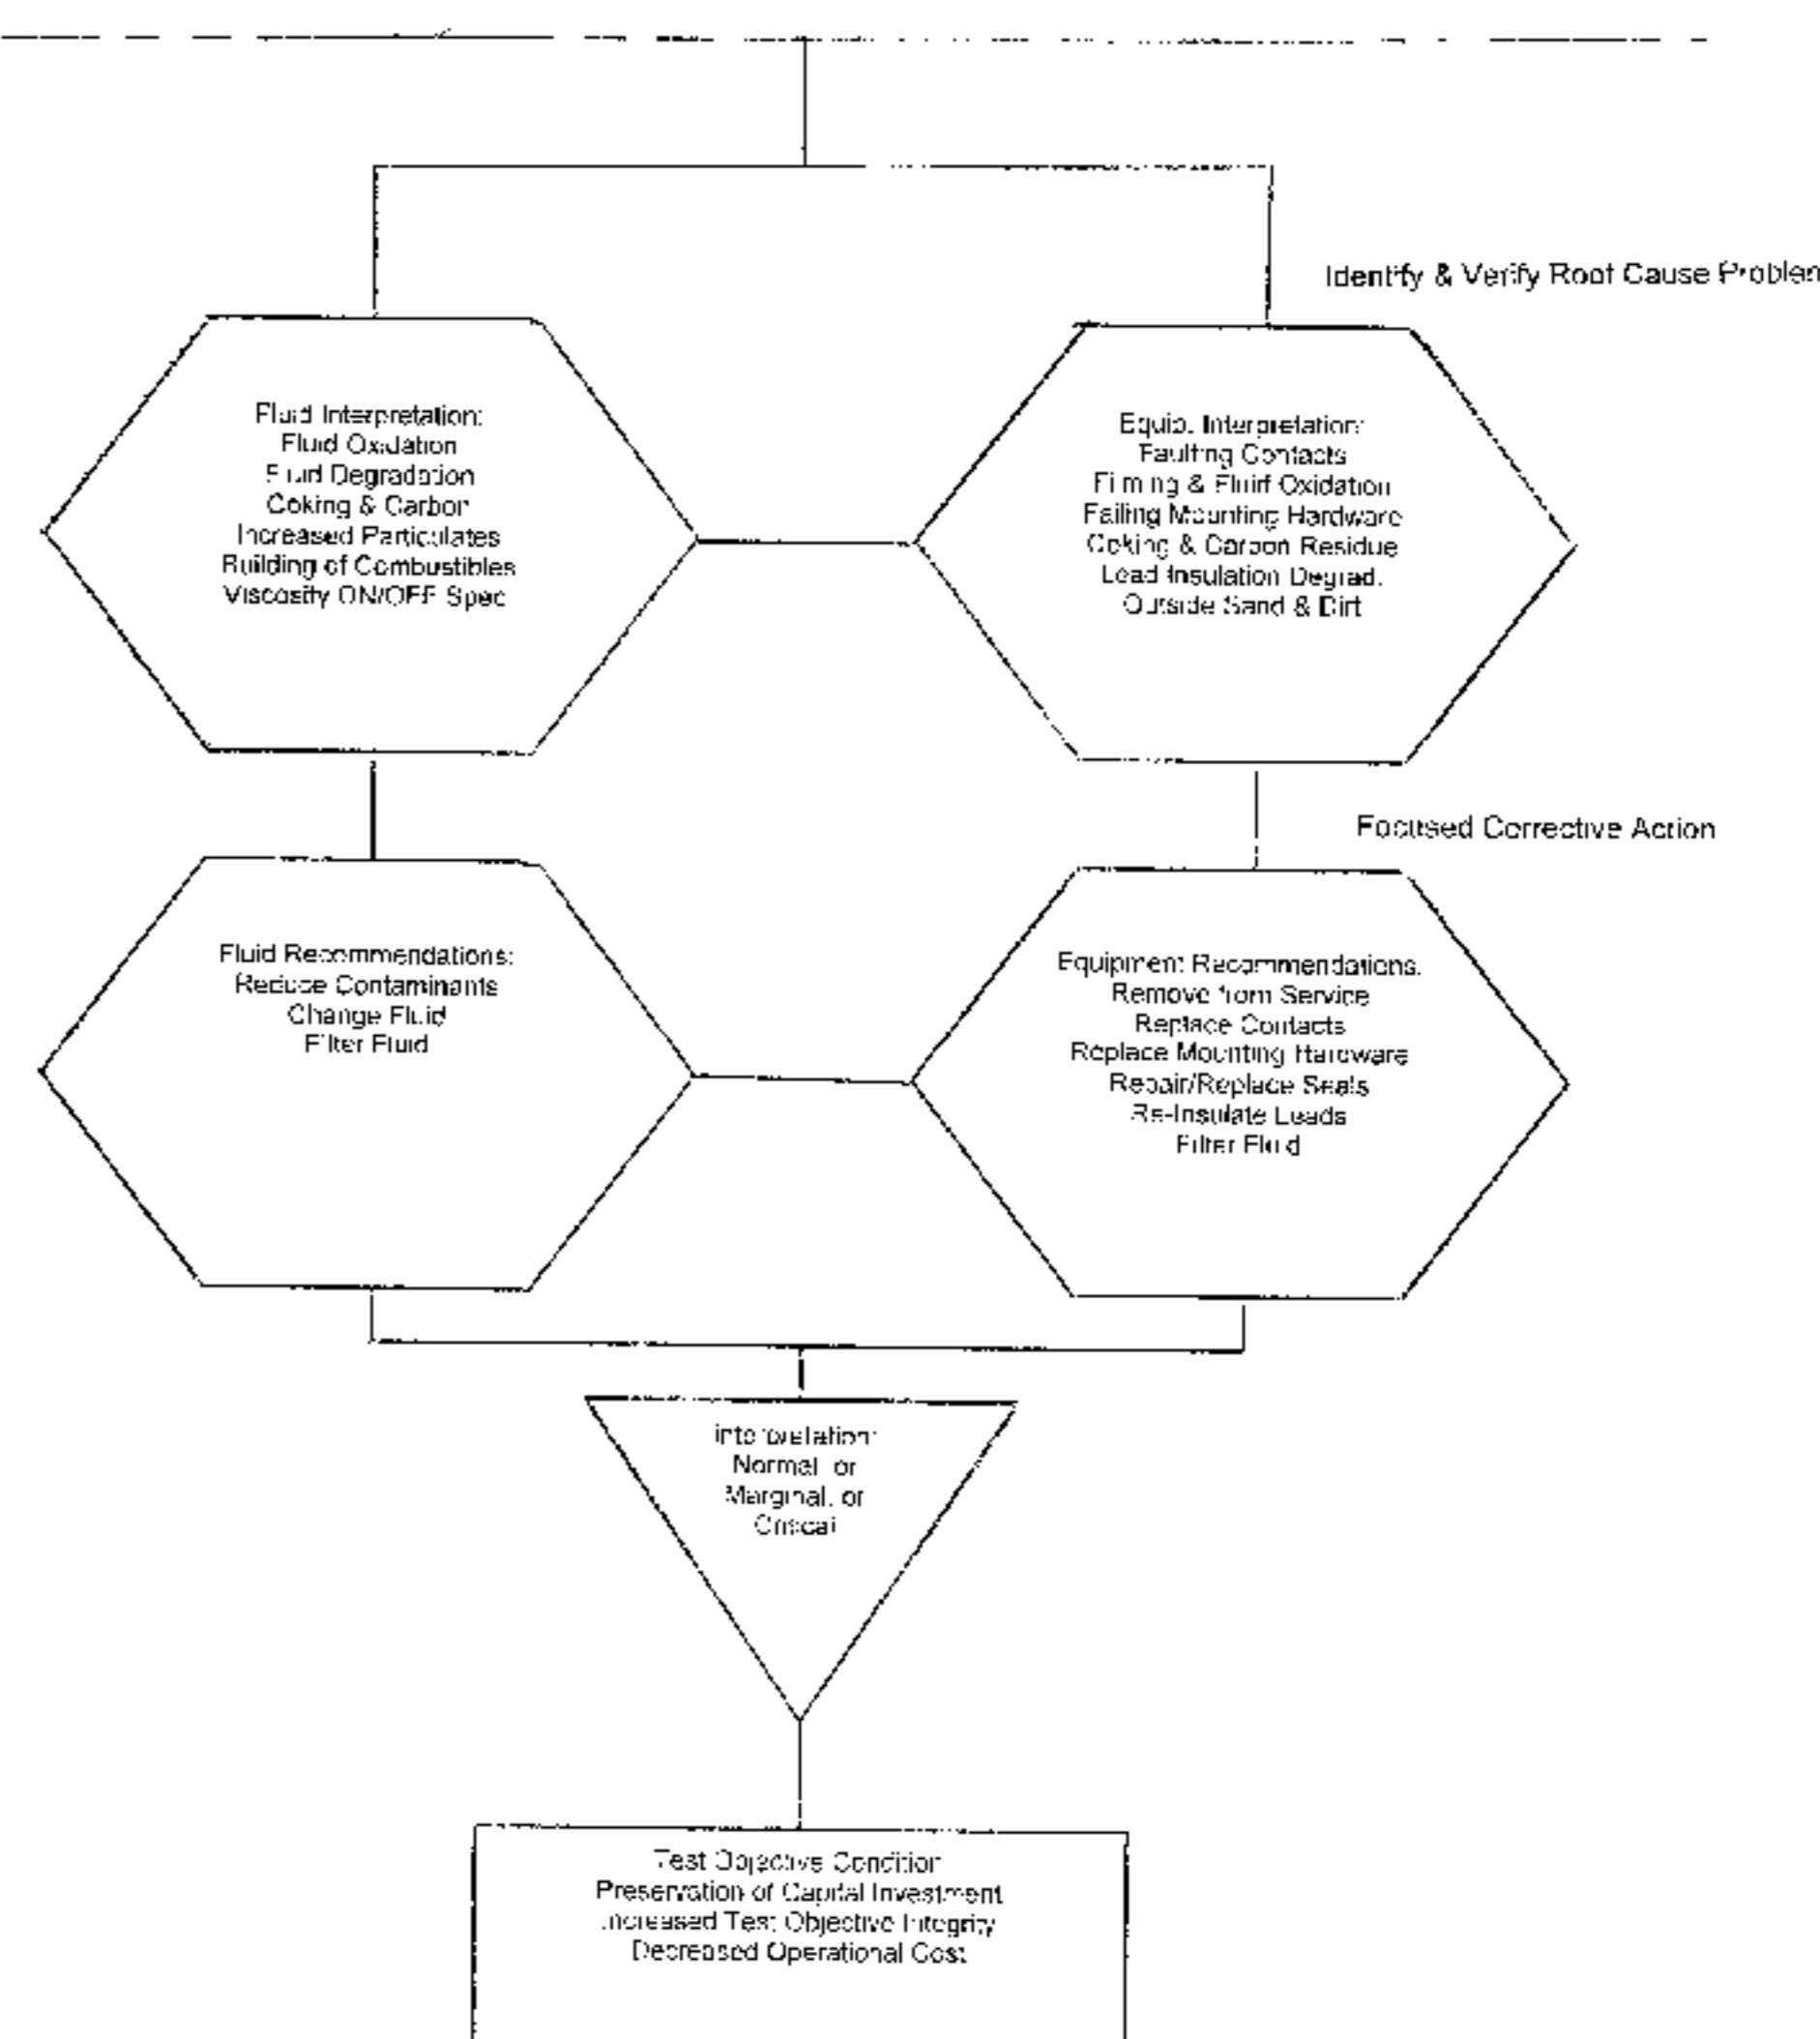 Identify & Verify Root Cause Problem
Fluid Interpretation:
Fluid Oxidation
Fluid Degradation
Coking & Carbon
Increased Particulates
Building of Combustibles
Viscosity ON/OFF Spec
Equip. Interpretation:
Faulting Contacts
Filming & Fluid Oxidation
Failing Mounting Hardware
Coking & Carbon Residue
Lead Insulation Degrad.
Outside Sand & Dirt
Focused Corrective Action
Fluid Recommendations:
Reduce Contaminants
Change Fluid
Filter Fluid
Equipment Recommendations:
Remove from Service
Replace Contacts
Replace Mounting Hardware
Repair/Replace Seals
Re-Insulate Leads
Filter Fluid
Interpretation:
Normal, or
Marginal, or
Critical
Test Objective Condition
Preservation of Capital Investment
Increased Test Objective Integrity
Decreased Operational Cost